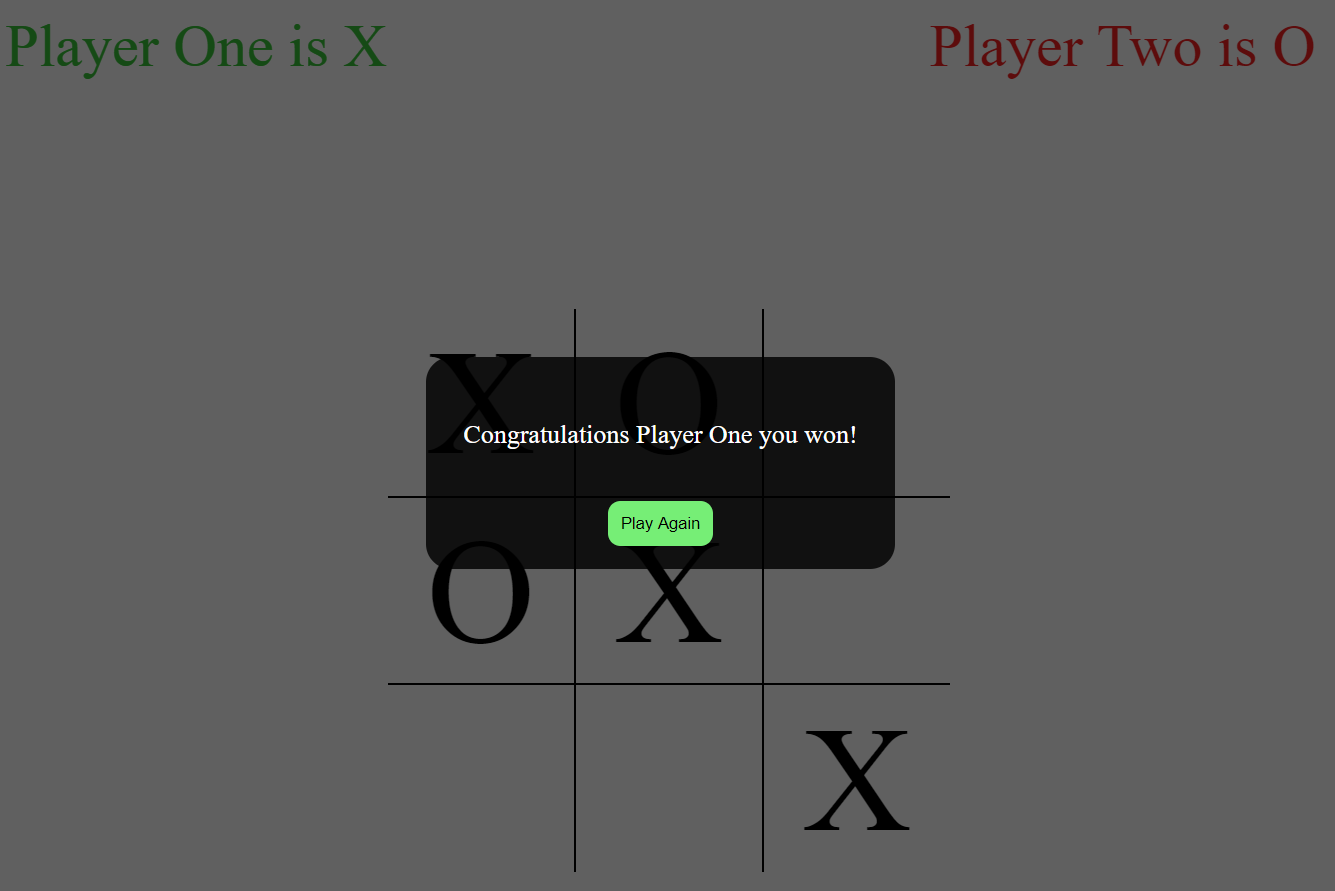 Player One is X
Player Two is O
X O
Congratulations Player One you won!
Play Again
O X
X